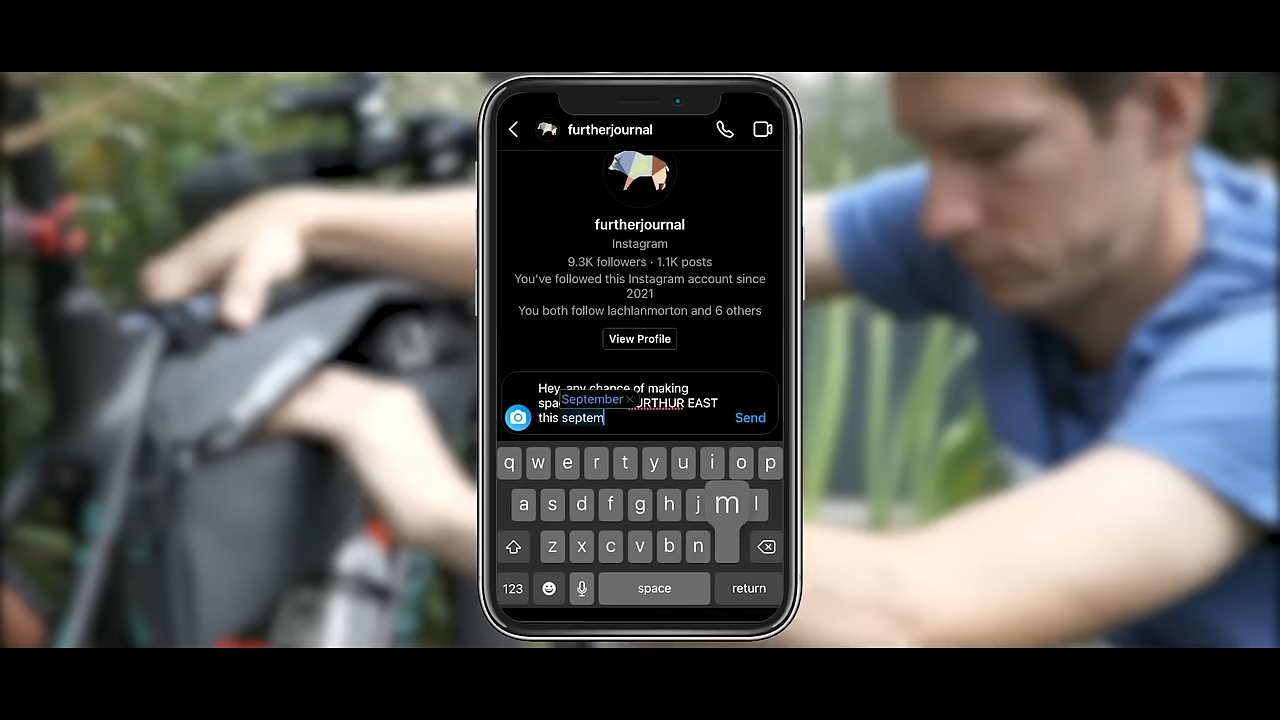 furtherjournal
furtherjournal
Instagram
9.3K followers · 1.1K posts
You've followed this Instagram account since
2021
You both follow lachlanmorton and 6 others
View Profile
Hey, any chance of making
September ×
URTHUR EAST
this septem
Send
q w e r t y u i o p
a s d f g h j m l
z x c v b n
123 space return